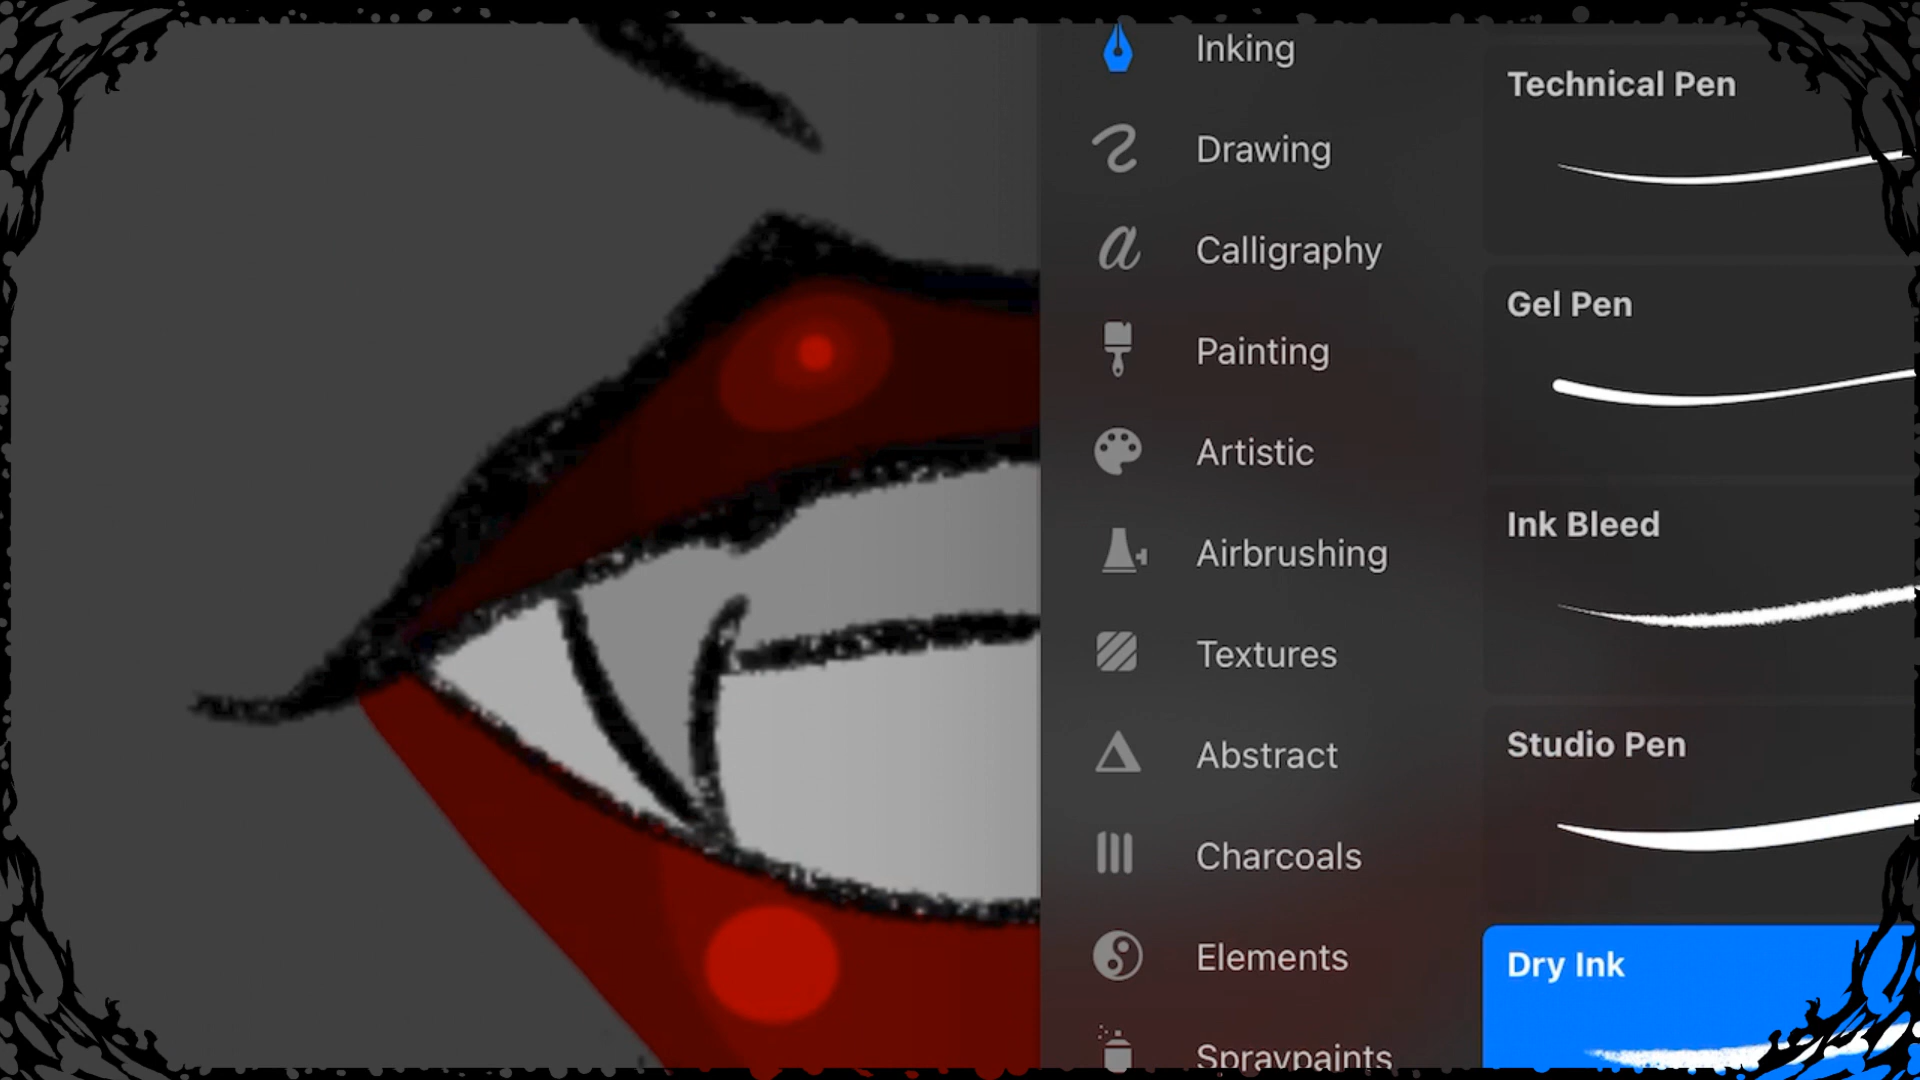 Inking
Drawing
Calligraphy
Painting
Artistic
Airbrushing
Textures
Abstract
Charcoals
Elements
Spraypaints
Technical Pen
Gel Pen
Ink Bleed
Studio Pen
Dry Ink